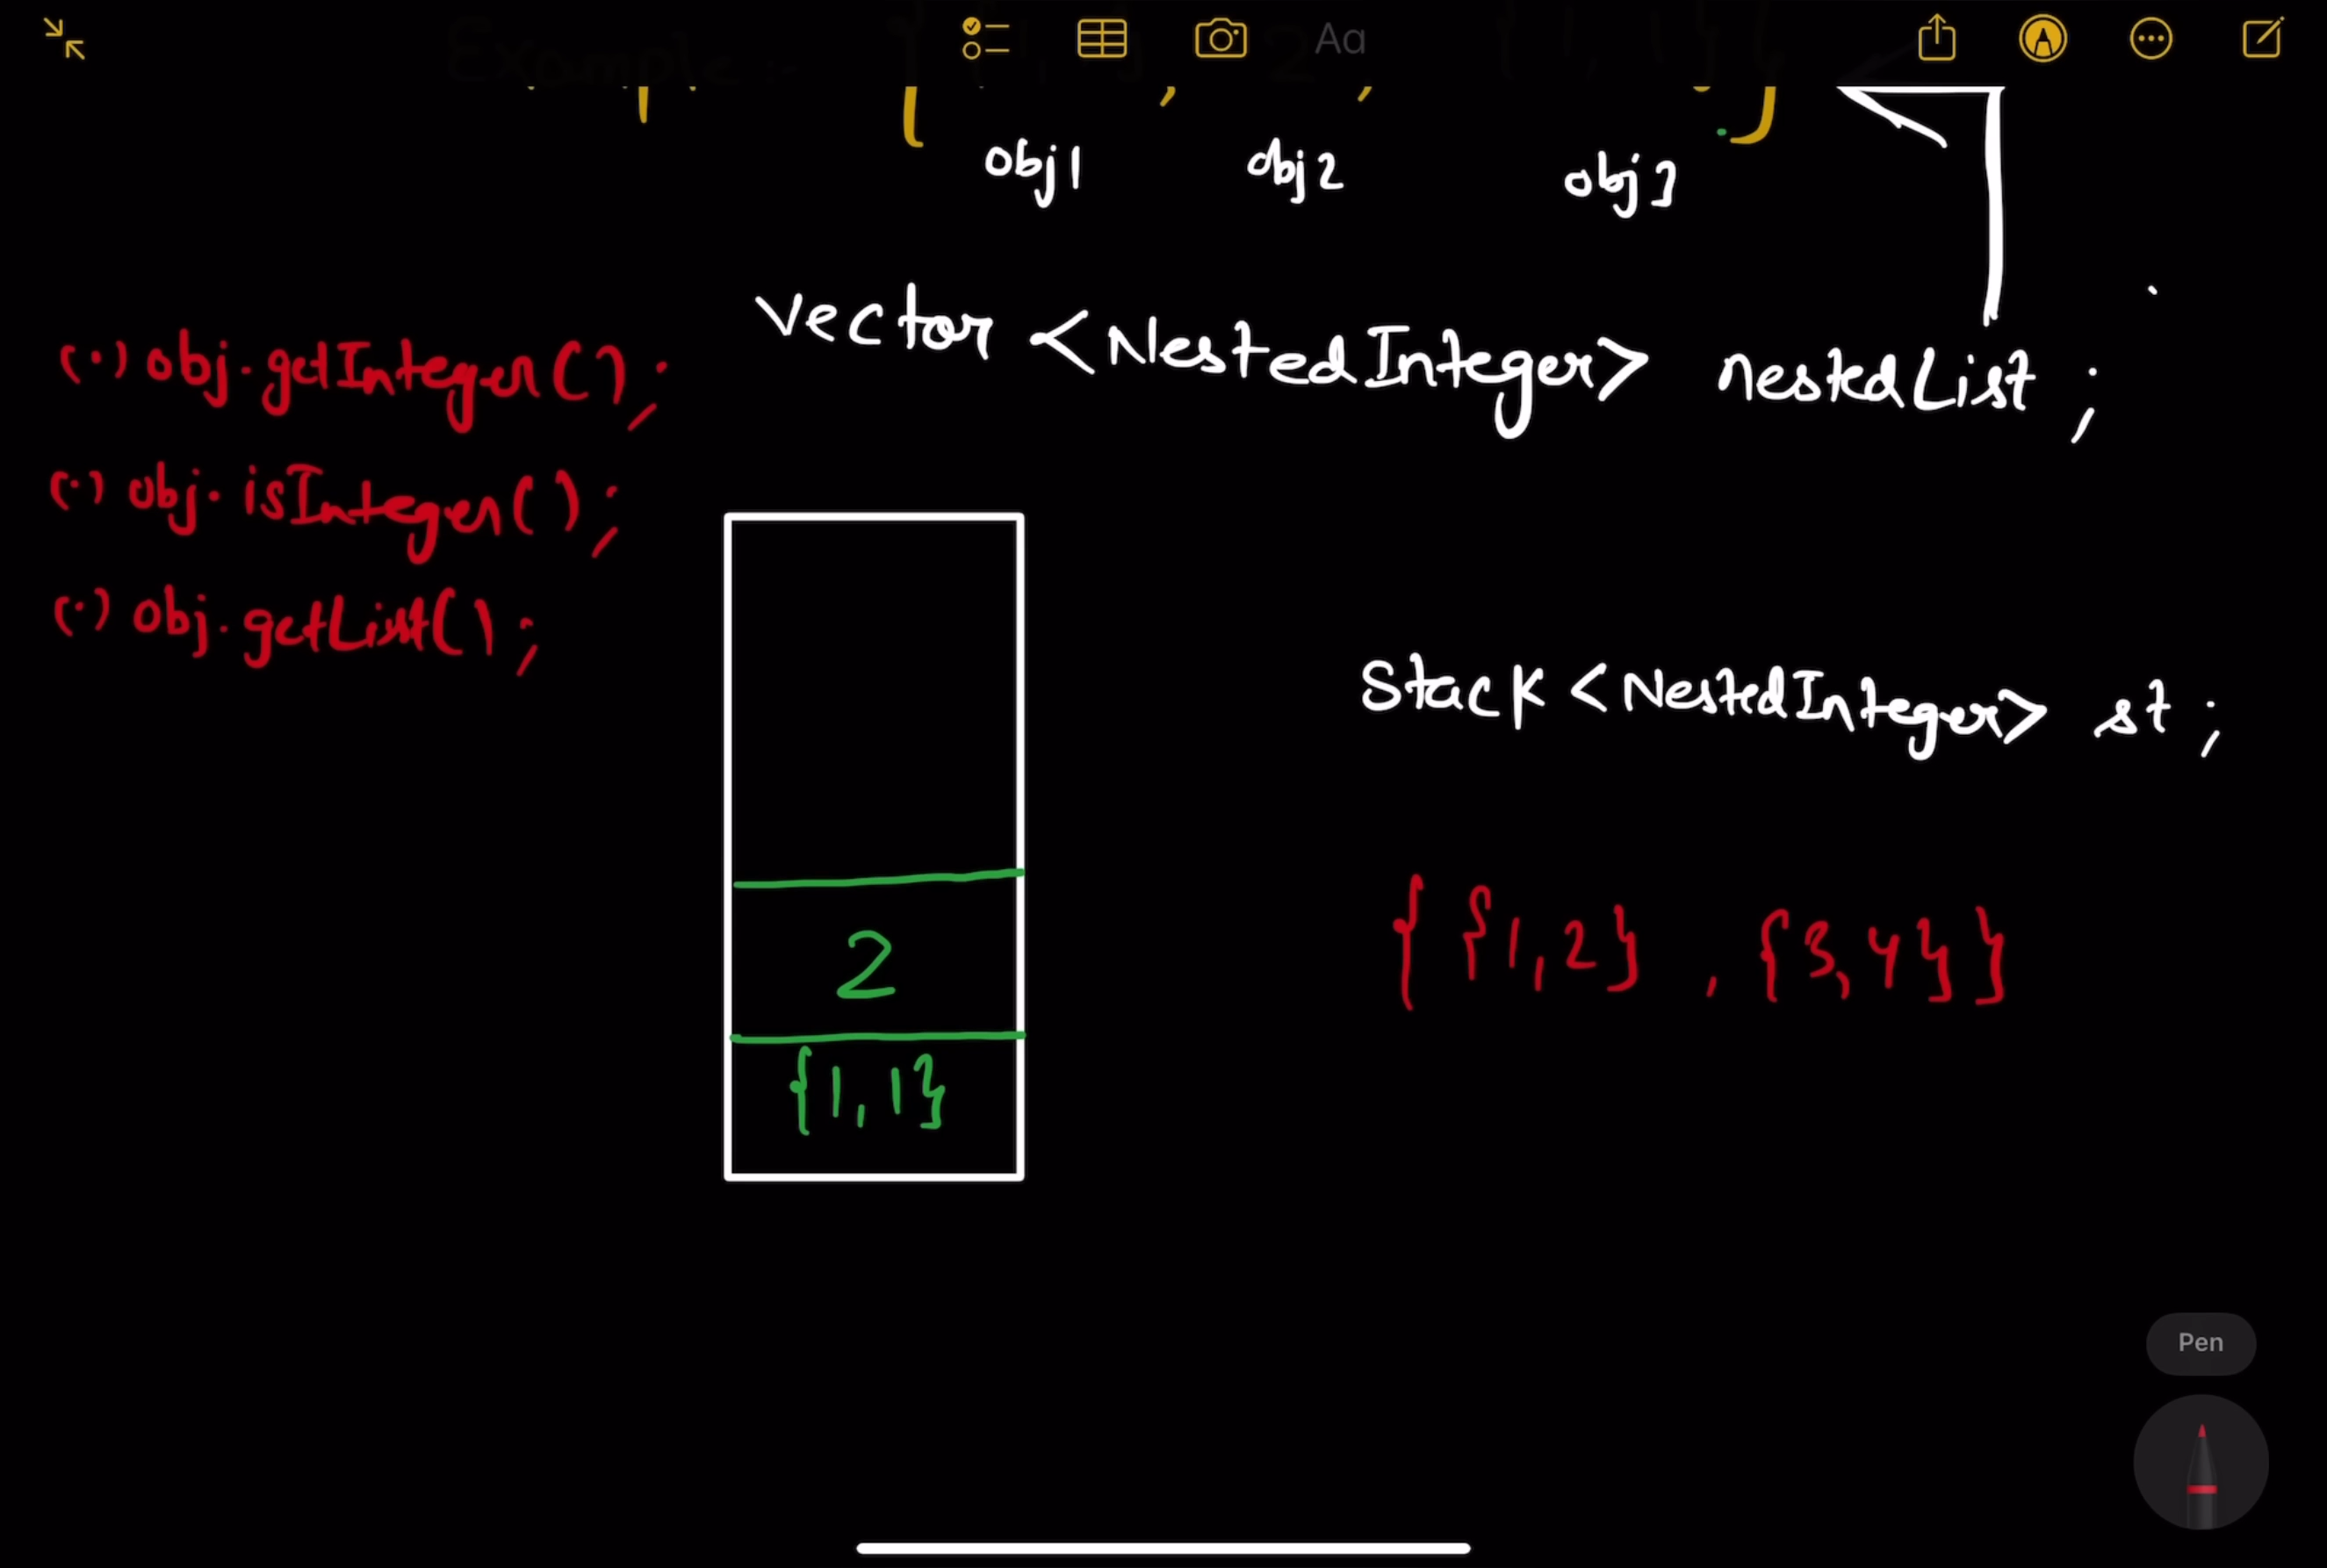 Example :-
Aa
obj1 obj2 obj3
vector <NestedInteger> nestedList ;
(·) obj.getInteger();
(·) obj.isInteger();
(·) obj.getList();
Stack <NestedInteger> st ;
{ {1,2} , {3,4} }
2
{1,1}
Pen